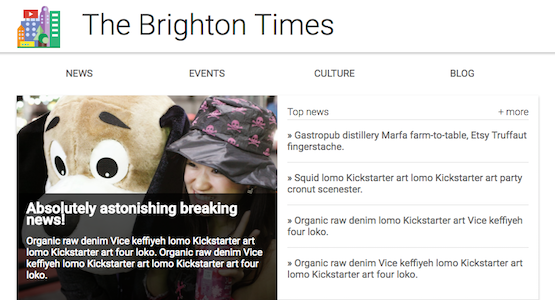 The Brighton Times
NEWS
EVENTS
CULTURE
BLOG
Absolutely astonishing breaking
news!
Organic raw denim Vice keffiyeh lomo Kickstarter art
lomo Kickstarter art four loko. Organic raw denim Vice
keffiyeh lomo Kickstarter art lomo Kickstarter art four
loko.
Top news
+ more
» Gastropub distillery Marfa farm-to-table, Etsy Truffaut
fingerstache.
» Squid lomo Kickstarter art lomo Kickstarter art party
cronut scenester.
» Organic raw denim lomo Kickstarter art Vice keffiyeh
four loko.
» Organic raw denim Vice keffiyeh lomo Kickstarter art
lomo Kickstarter art four loko.